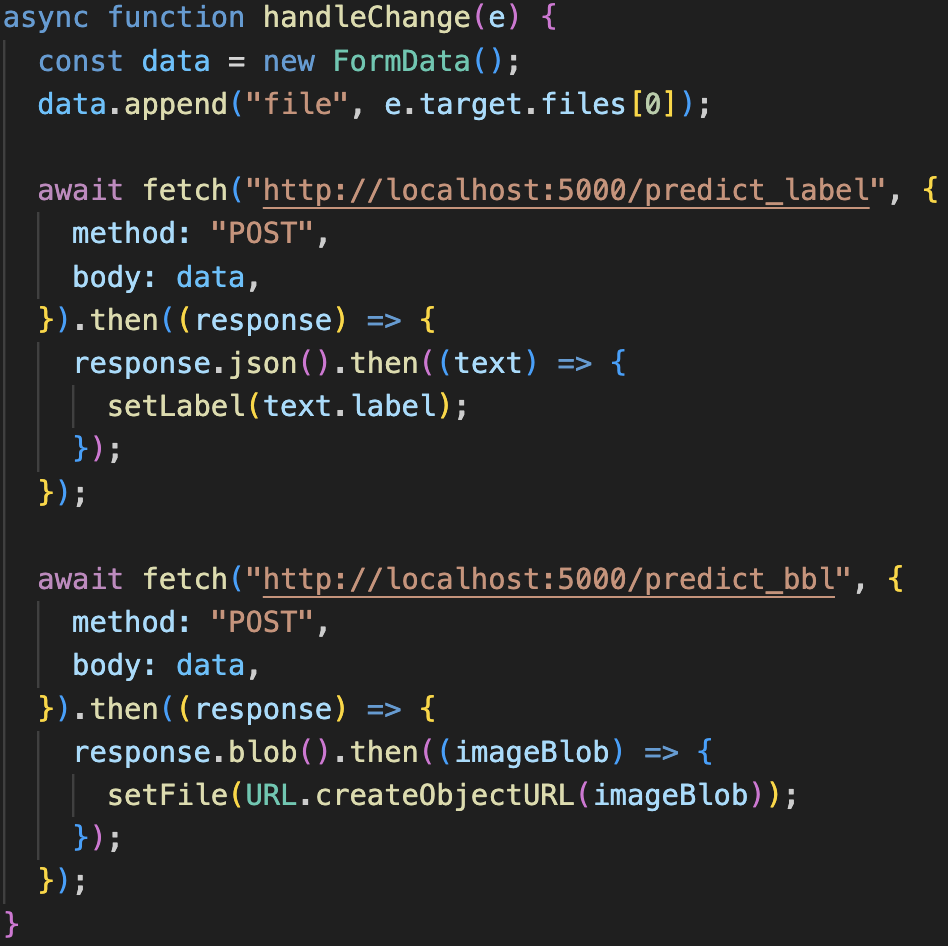 async function handleChange(e) {
  const data = new FormData();
  data.append("file", e.target.files[0]);

  await fetch("http://localhost:5000/predict_label", {
    method: "POST",
    body: data,
  }).then((response) => {
    response.json().then((text) => {
      setLabel(text.label);
    });
  });

  await fetch("http://localhost:5000/predict_bbl", {
    method: "POST",
    body: data,
  }).then((response) => {
    response.blob().then((imageBlob) => {
      setFile(URL.createObjectURL(imageBlob));
    });
  });
}